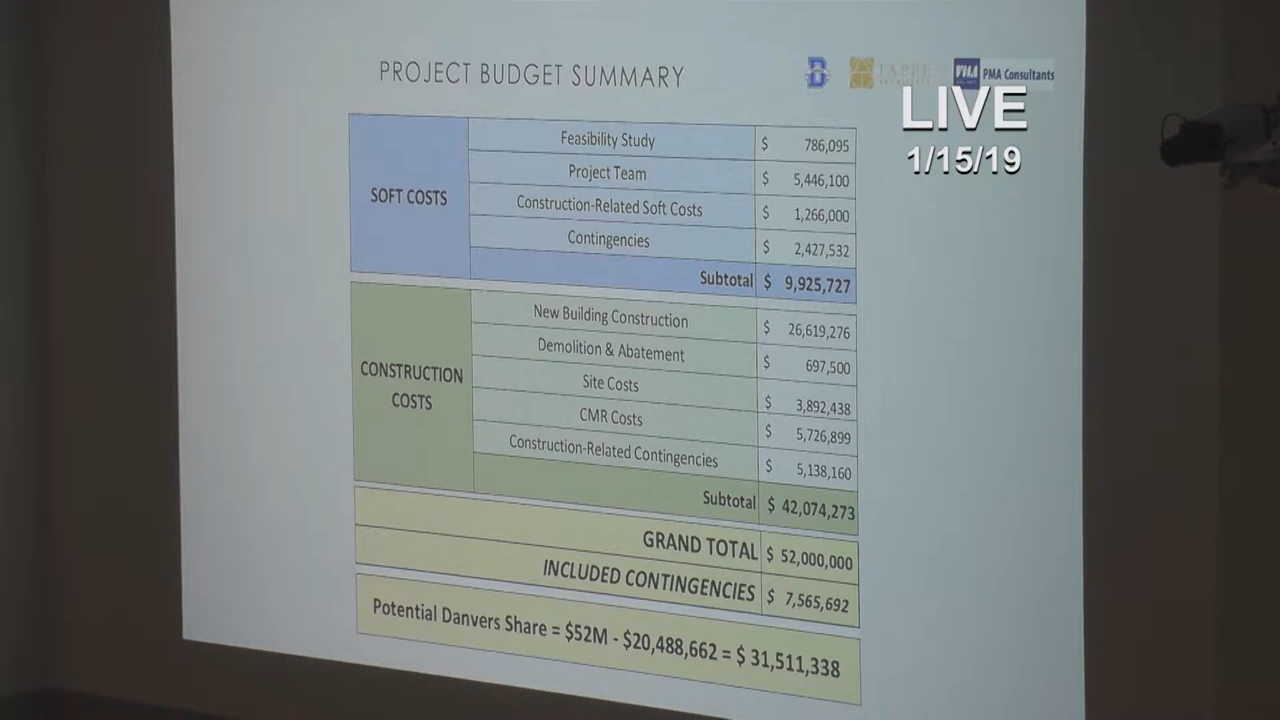 PROJECT BUDGET SUMMARY
PMA PMA Consultants
LIVE
1/15/19
SOFT COSTS
Feasibility Study $ 786,095
Project Team $ 5,446,100
Construction-Related Soft Costs $ 1,266,000
Contingencies $ 2,427,532
Subtotal $ 9,925,727
CONSTRUCTION
COSTS
New Building Construction $ 26,619,276
Demolition & Abatement $ 697,500
Site Costs $ 3,892,438
CMR Costs $ 5,726,899
Construction-Related Contingencies $ 5,138,160
Subtotal $ 42,074,273
GRAND TOTAL $ 52,000,000
INCLUDED CONTINGENCIES $ 7,565,692
Potential Danvers Share = $52M - $20,488,662 = $ 31,511,338